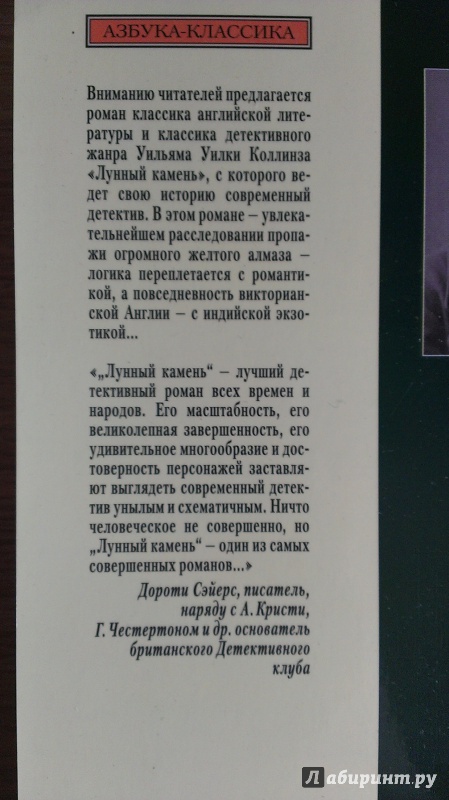 АЗБУКА-КЛАССИКА
Вниманию читателей предлагается
роман классика английской лите-
ратуры и классика детективного
жанра Уильяма Уилки Коллинза
«Лунный камень», с которого ве-
дет свою историю современный
детектив. В этом романе – увлека-
тельнейшем расследовании пропа-
жи огромного желтого алмаза –
логика переплетается с романти-
кой, а повседневность викториан-
ской Англии – с индийской экзо-
тикой...
«„Лунный камень“ – лучший де-
тективный роман всех времен и
народов. Его масштабность, его
великолепная завершенность, его
удивительное многообразие и дос-
товерность персонажей заставля-
ют выглядеть современный детек-
тив унылым и схематичным. Ничто
человеческое не совершенно, но
„Лунный камень“ – один из самых
совершенных романов...»
Дороти Сэйерс, писатель,
наряду с А. Кристи,
Г. Честертоном и др. основатель
британского Детективного
клуба
Лабиринт.ру